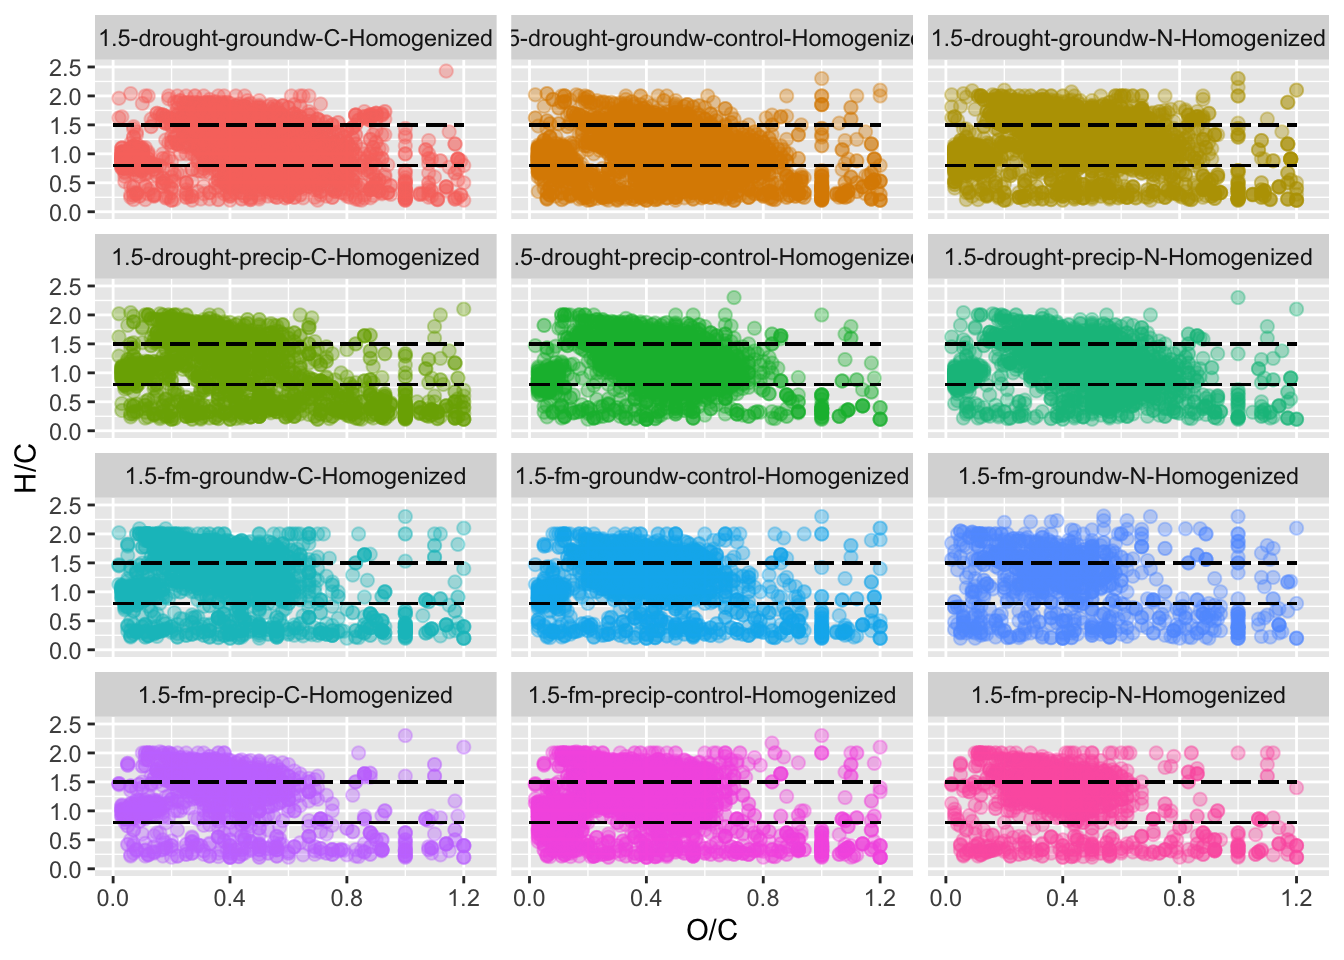 1.5-drought-groundw-C-Homogenized
5-drought-groundw-control-Homogeniz
1.5-drought-groundw-N-Homogenized
2.5
2.0
1.5
1.0
0.5
0.0
1.5-drought-precip-C-Homogenized
.5-drought-precip-control-Homogenize
1.5-drought-precip-N-Homogenized
2.5
2.0
1.5
1.0
0.5
0.0
H/C
1.5-fm-groundw-C-Homogenized
1.5-fm-groundw-control-Homogenized
1.5-fm-groundw-N-Homogenized
2.5
2.0
1.5
1.0
0.5
0.0
1.5-fm-precip-C-Homogenized
1.5-fm-precip-control-Homogenized
1.5-fm-precip-N-Homogenized
2.5
2.0
1.5
1.0
0.5
0.0
0.0 0.4 0.8 1.2
0.0 0.4 0.8 1.2
0.0 0.4 0.8 1.2
O/C